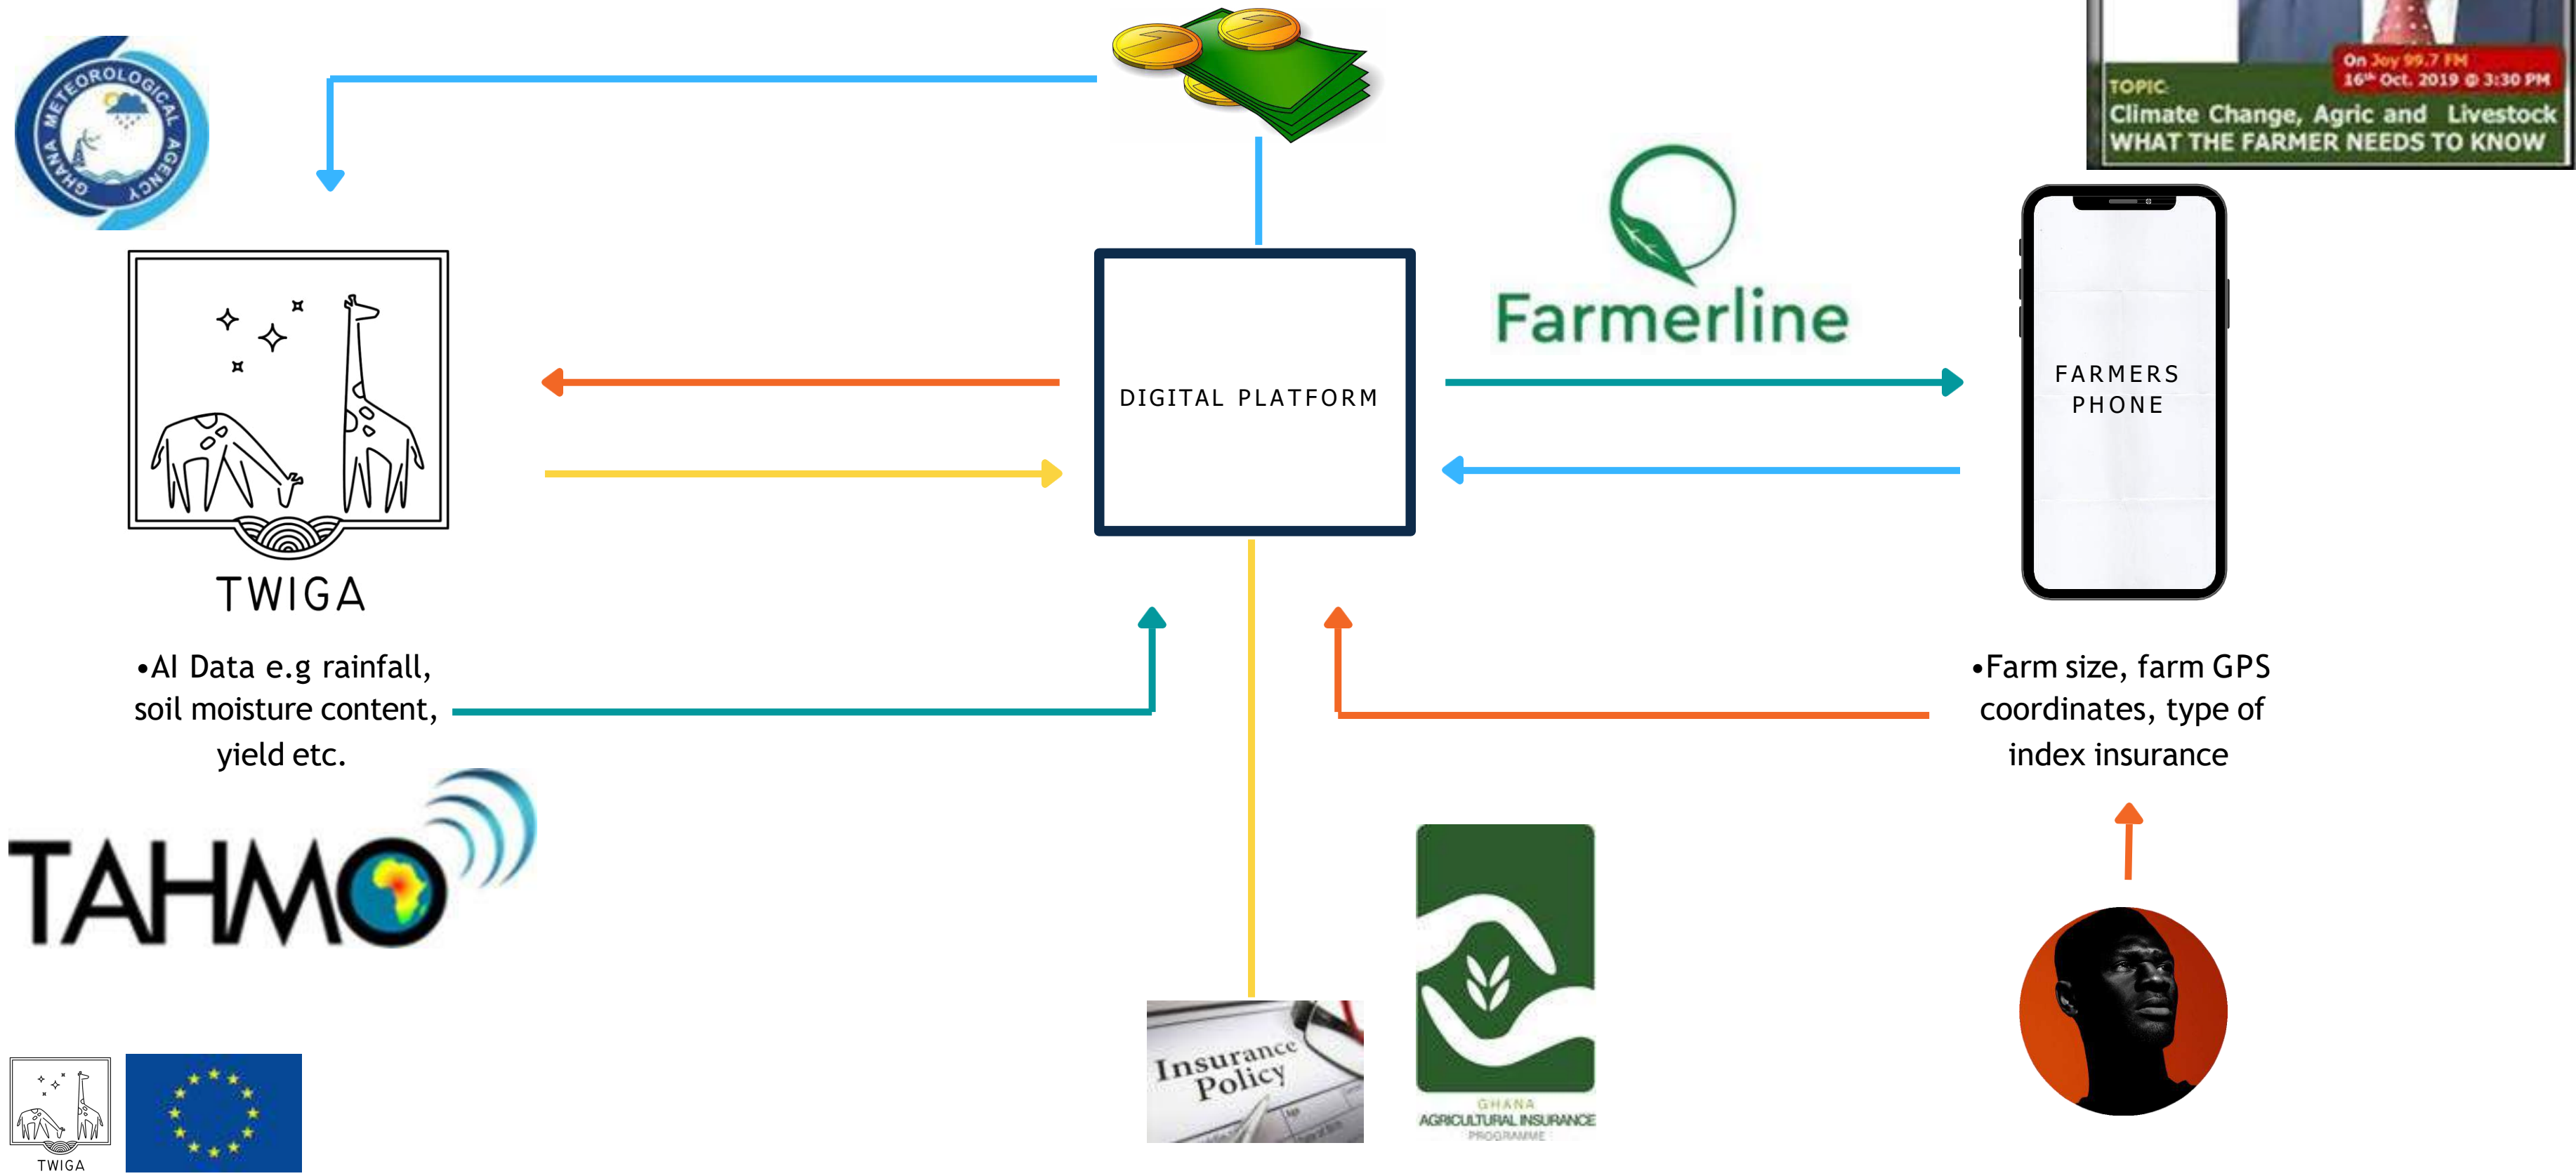 On Joy 99.7 FM
16th Oct. 2019 @ 3:30 PM
TOPIC:
Climate Change, Agric and Livestock
WHAT THE FARMER NEEDS TO KNOW
GHANA METEOROLOGICAL AGENCY
Farmerline
DIGITAL PLATFORM
FARMERS
PHONE
TWIGA
•AI Data e.g rainfall,
soil moisture content,
yield etc.
•Farm size, farm GPS
coordinates, type of
index insurance
TAHMO
Insurance
Policy
GHANA
AGRICULTURAL INSURANCE
PROGRAMME
TWIGA